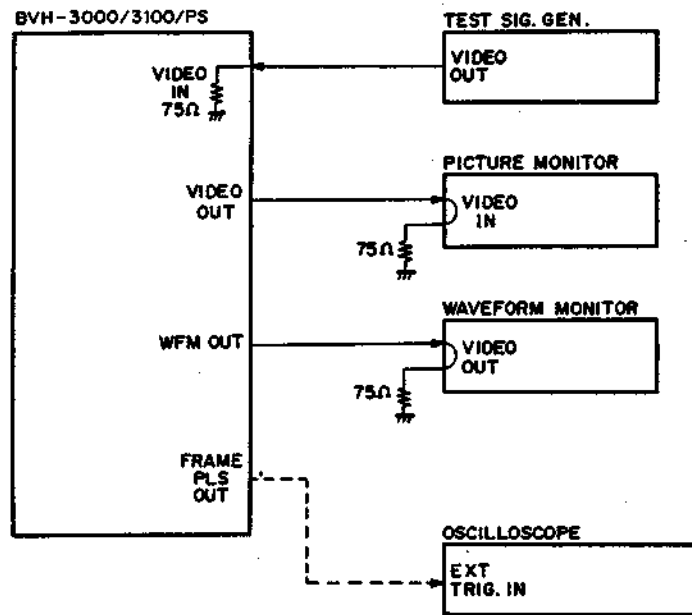 BVH-3000/3100/PS
TEST SIG. GEN.
VIDEO
IN
75Ω
VIDEO
OUT
PICTURE MONITOR
VIDEO
OUT
VIDEO
IN
75Ω
WAVEFORM MONITOR
WFM OUT
VIDEO
OUT
75Ω
FRAME
PLS
OUT
OSCILLOSCOPE
EXT
TRIG. IN